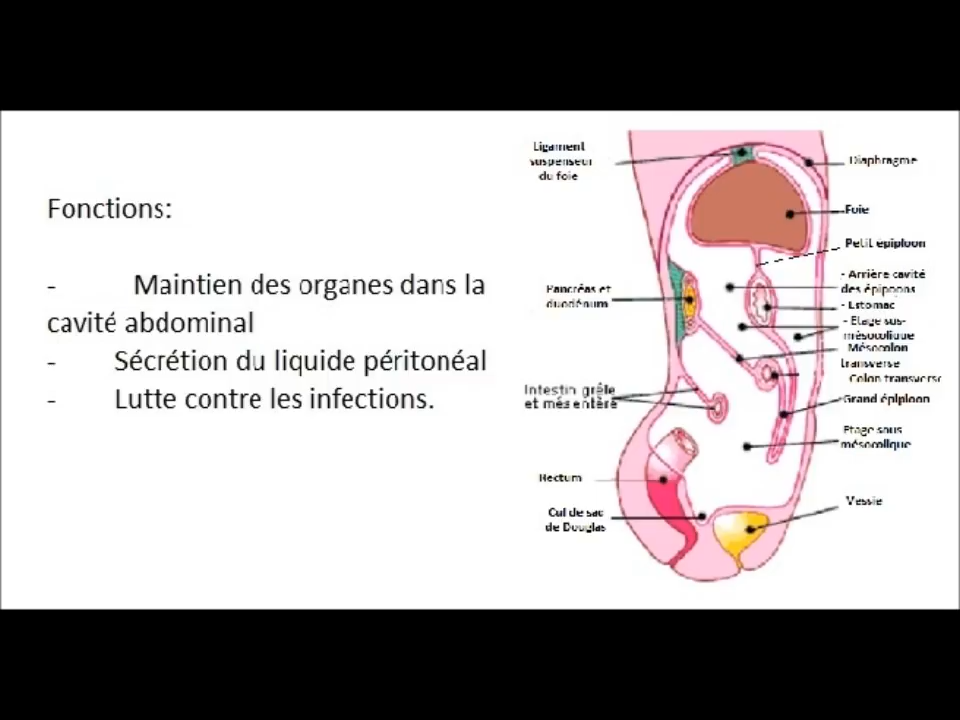 Fonctions:
- Maintien des organes dans la
cavité abdominal
- Sécrétion du liquide péritonéal
- Lutte contre les infections.
Ligament
suspenseur
du foie
Pancréas et
duodénum
Intestin grêle
et mésentère
Rectum
Cul de sac
de Douglas
Diaphragme
Foie
Petit epiploon
- Arrière cavité
des épipoons
- Estomac
- Etage sus-
mésocolique
Mésocolon
transverse
Colon transverse
Grand épiploon
Etage sous
mésocolique
Vessie